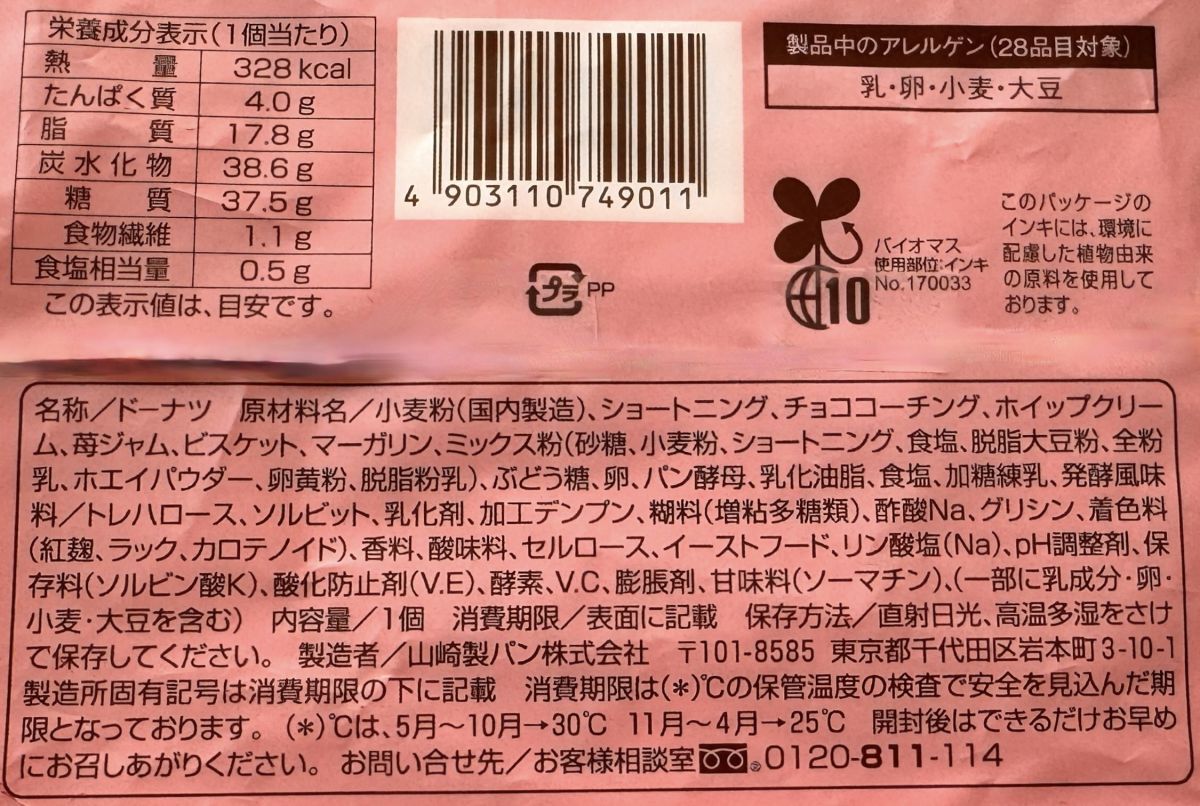 栄養成分表示(1個当たり)
熱量 328kcal
たんぱく質 4.0g
脂質 17.8g
炭水化物 38.6g
糖質 37.5g
食物繊維 1.1g
食塩相当量 0.5g
この表示値は、目安です。
4 903110 749011
プラ PP
製品中のアレルゲン(28品目対象)
乳・卵・小麦・大豆
10
バイオマス
使用部位:インキ
No.170033
このパッケージの
インキには、環境に
配慮した植物由来
の原料を使用して
おります。
名称/ドーナツ 原材料名/小麦粉(国内製造)、ショートニング、チョココーチング、ホイップクリー
ム、苺ジャム、ビスケット、マーガリン、ミックス粉(砂糖、小麦粉、ショートニング、食塩、脱脂大豆粉、全粉
乳、ホエイパウダー、卵黄粉、脱脂粉乳)、ぶどう糖、卵、パン酵母、乳化油脂、食塩、加糖練乳、発酵風味
料/トレハロース、ソルビット、乳化剤、加工デンプン、糊料(増粘多糖類)、酢酸Na、グリシン、着色料
(紅麹、ラック、カロテノイド)、香料、酸味料、セルロース、イーストフード、リン酸塩(Na)、pH調整剤、保
存料(ソルビン酸K)、酸化防止剤(V.E)、酵素、V.C、膨脹剤、甘味料(ソーマチン)、(一部に乳成分・卵・
小麦・大豆を含む) 内容量/1個 消費期限/表面に記載 保存方法/直射日光、高温多湿をさけ
て保存してください。 製造者/山崎製パン株式会社 〒101-8585 東京都千代田区岩本町3-10-1
製造所固有記号は消費期限の下に記載 消費期限は(*)℃の保管温度の検査で安全を見込んだ期
限となっております。 (*)℃は、5月~10月→30℃ 11月~4月→25℃ 開封後はできるだけお早め
にお召しあがりください。 お問い合せ先/お客様相談室 0120-811-114